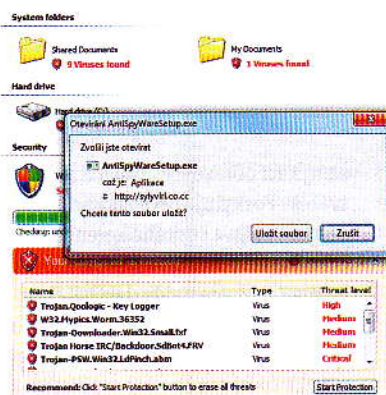 System folders
Shared Documents
My Documents
9 Viruses found
1 Viruses found
Hard drive
Otevírání AntiSpyWareSetup.exe
Security
Zvolili jste otevřít
AntiSpyWareSetup.exe
což je: Aplikace
z: http://sylyvirl.co.cc
Chcete tento soubor uložit?
Uložit soubor
Zrušit
Name
Type
Threat level
Trojan.Qoologic - Key Logger
Virus
High
W32.Hypics.Worm.36352
Virus
Medium
Trojan-Downloader.Win32.Small.fxf
Virus
Medium
Trojan Horse IRC/Backdoor.SdBot4.FRV
Virus
Medium
Trojan-PSW.Win32.LdPinch.abm
Virus
Critical
Recommend: Click "Start Protection" button to erase all threats
Start Protection